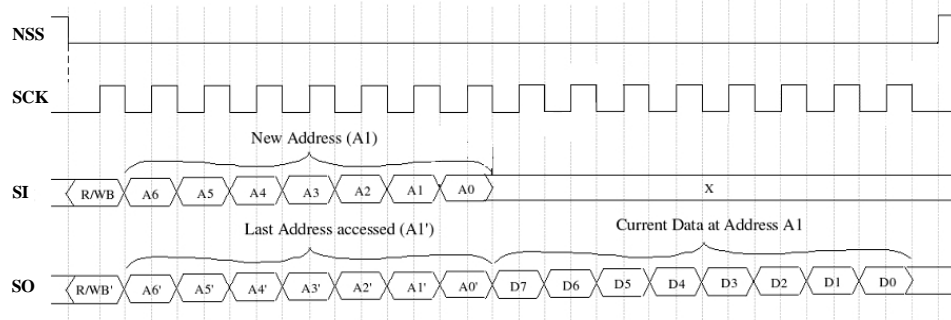 NSS
SCK
New Address (A1)
SI R/WB A6 A5 A4 A3 A2 A1 A0 X
Last Address accessed (A1') Current Data at Address A1
SO R/WB' A6' A5' A4' A3' A2' A1' A0' D7 D6 D5 D4 D3 D2 D1 D0